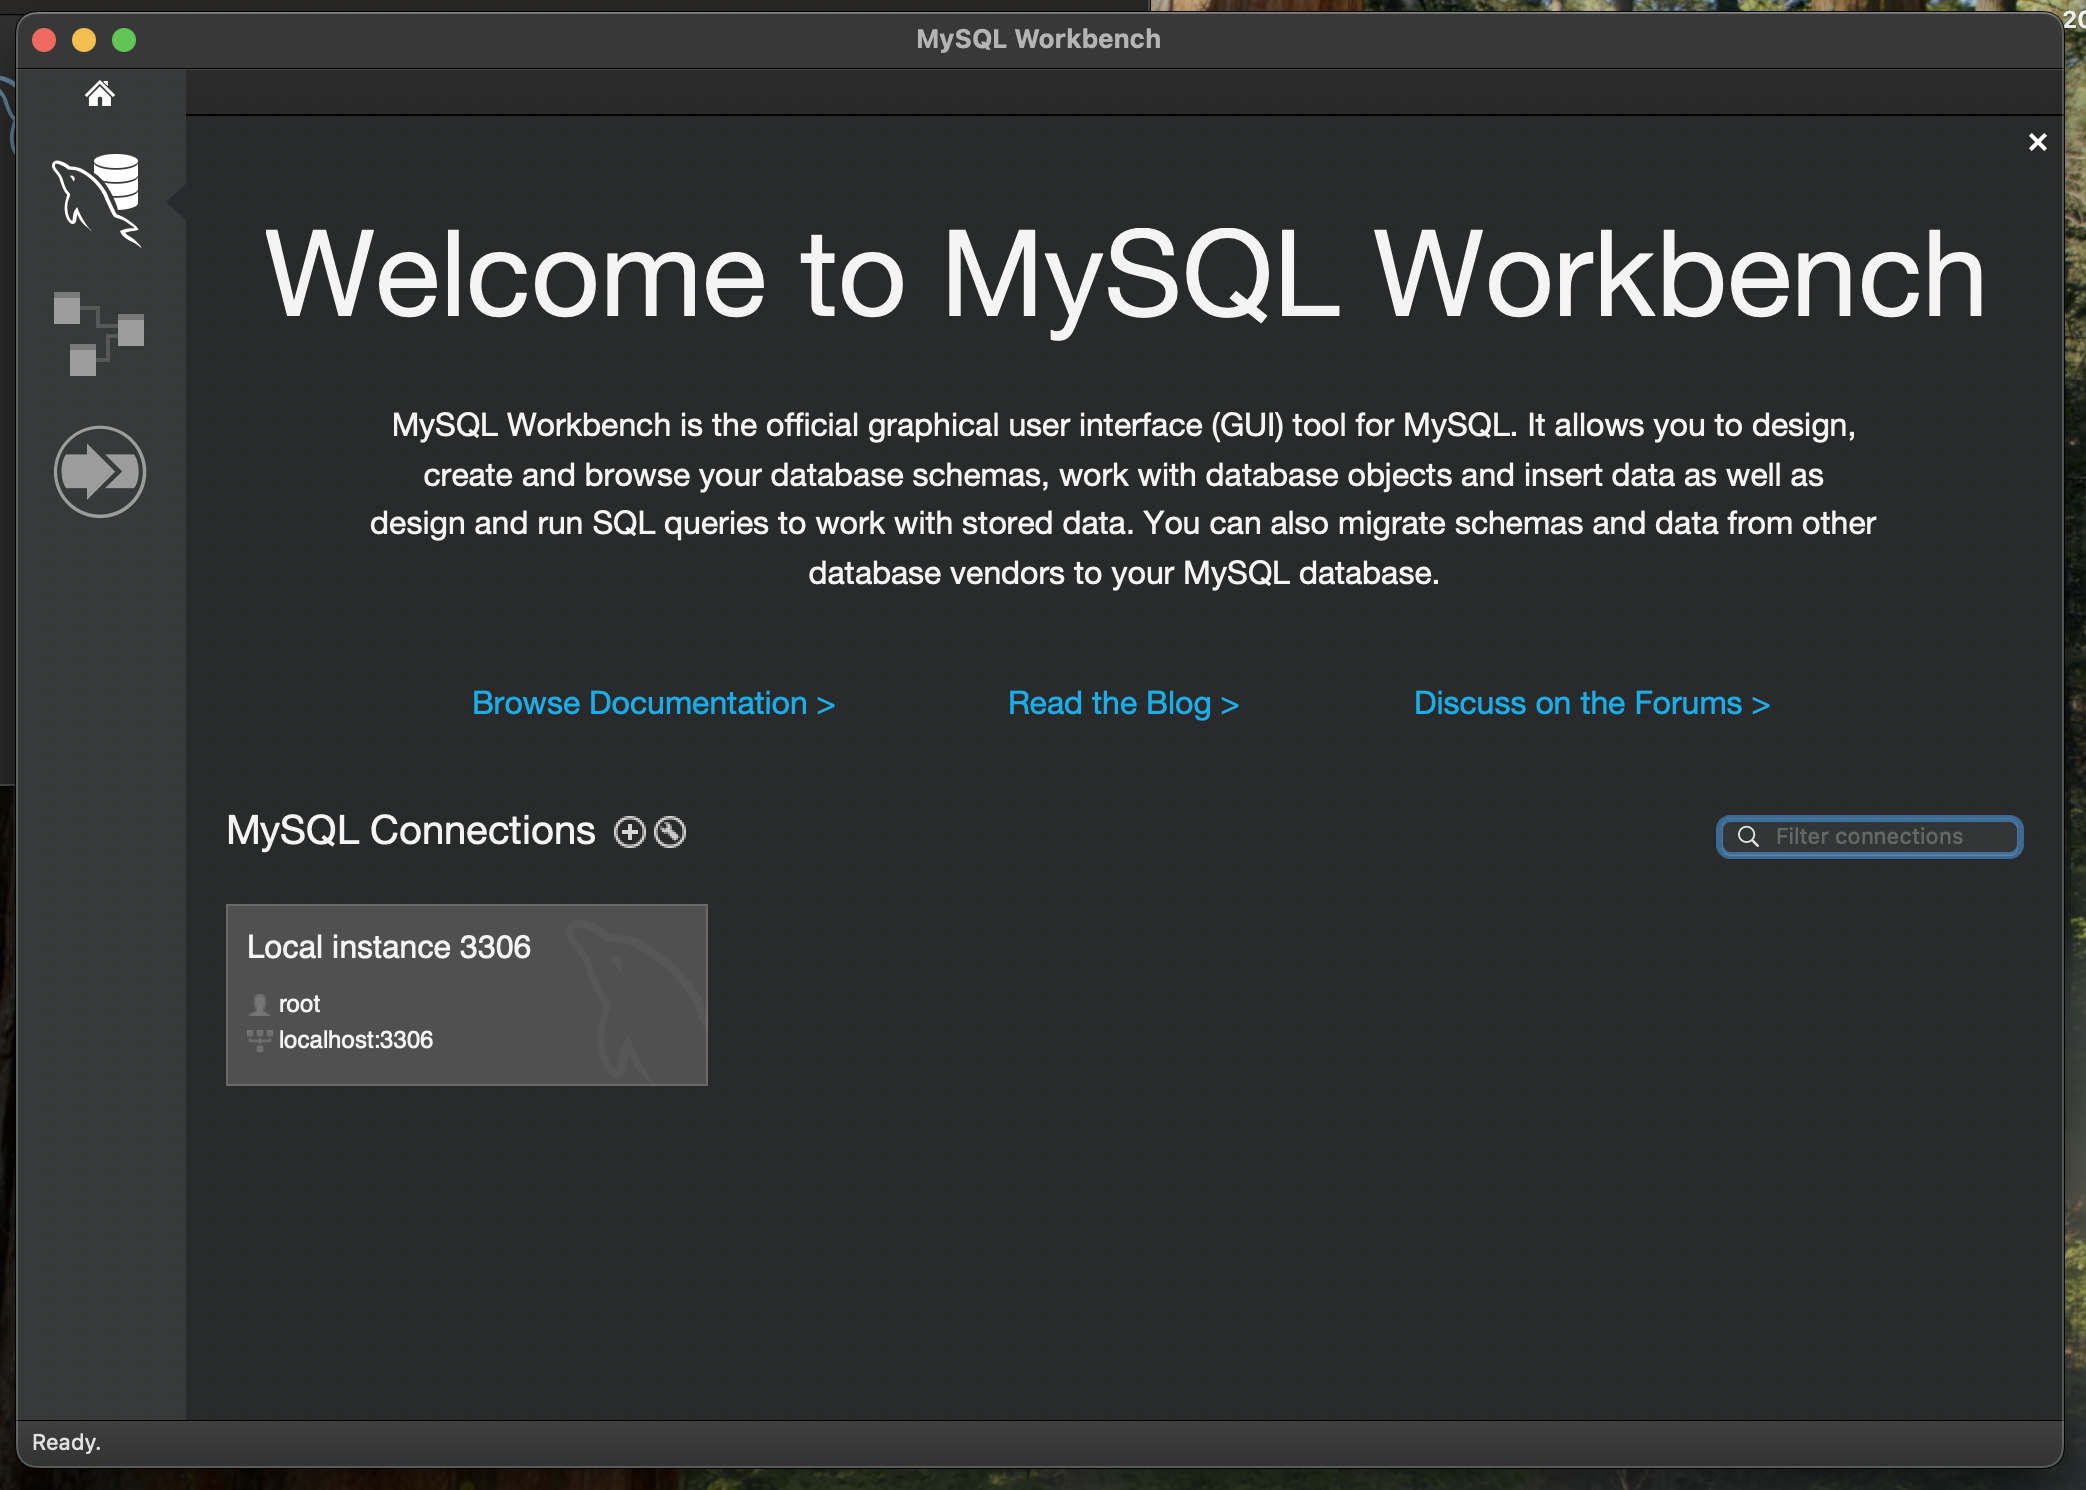 MySQL Workbench
20
Welcome to MySQL Workbench
MySQL Workbench is the official graphical user interface (GUI) tool for MySQL. It allows you to design,
create and browse your database schemas, work with database objects and insert data as well as
design and run SQL queries to work with stored data. You can also migrate schemas and data from other
database vendors to your MySQL database.
Browse Documentation >
Read the Blog >
Discuss on the Forums >
MySQL Connections
Filter connections
Local instance 3306
root
localhost:3306
Ready.